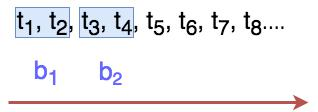 t₁, t₂, t₃, t₄, t₅, t₆, t₇, t₈....
b₁ b₂